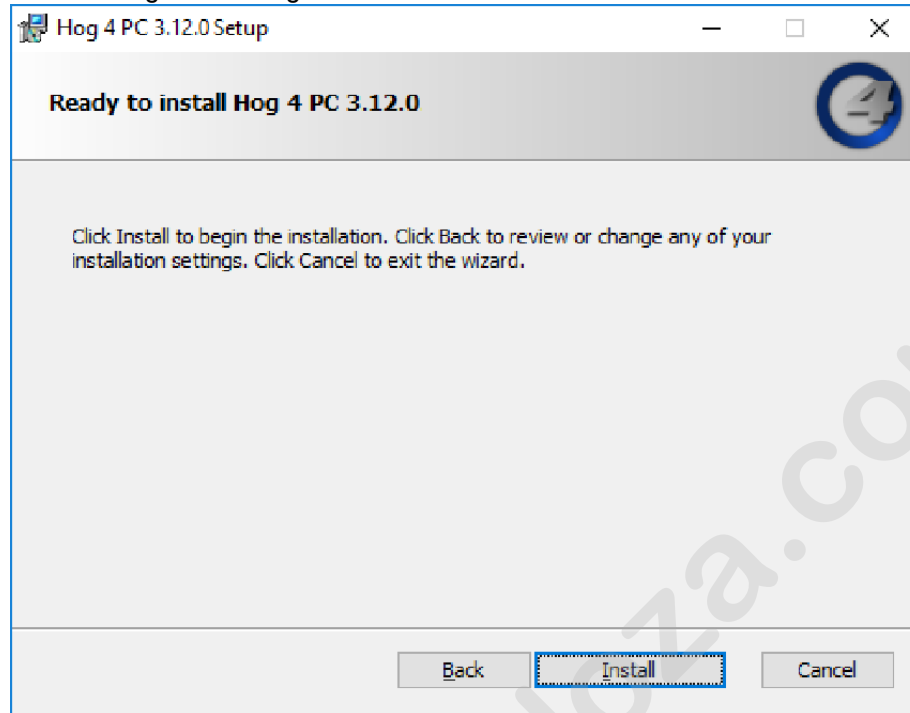 Hog 4 PC 3.12.0 Setup
Ready to install Hog 4 PC 3.12.0
4
Click Install to begin the installation. Click Back to review or change any of your
installation settings. Click Cancel to exit the wizard.
Back
Install
Cancel